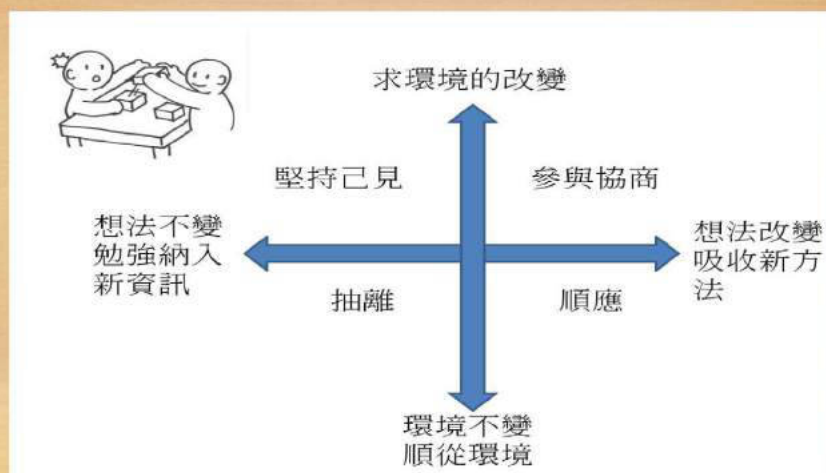 求環境的改變
堅持己見
參與協商
想法不變
勉強納入
新資訊
想法改變
吸收新方
法
抽離
順應
環境不變
順從環境